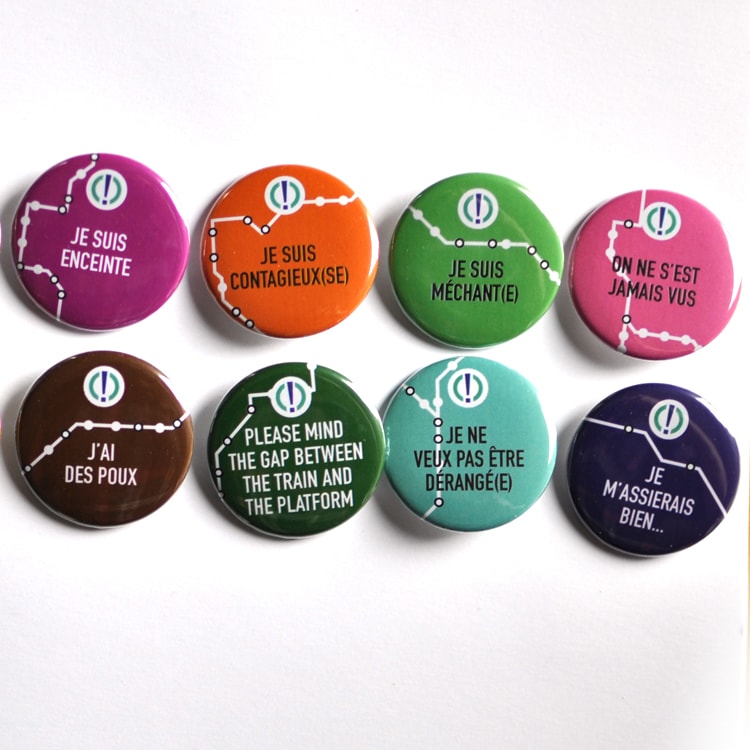 JE SUIS
ENCEINTE
JE SUIS
CONTAGIEUX(SE)
JE SUIS
MÉCHANT(E)
ON NE S'EST
JAMAIS VUS
J'AI
DES POUX
PLEASE MIND
THE GAP BETWEEN
THE TRAIN AND
THE PLATFORM
JE NE
VEUX PAS ÊTRE
DÉRANGÉ(E)
JE
M'ASSIERAIS
BIEN...